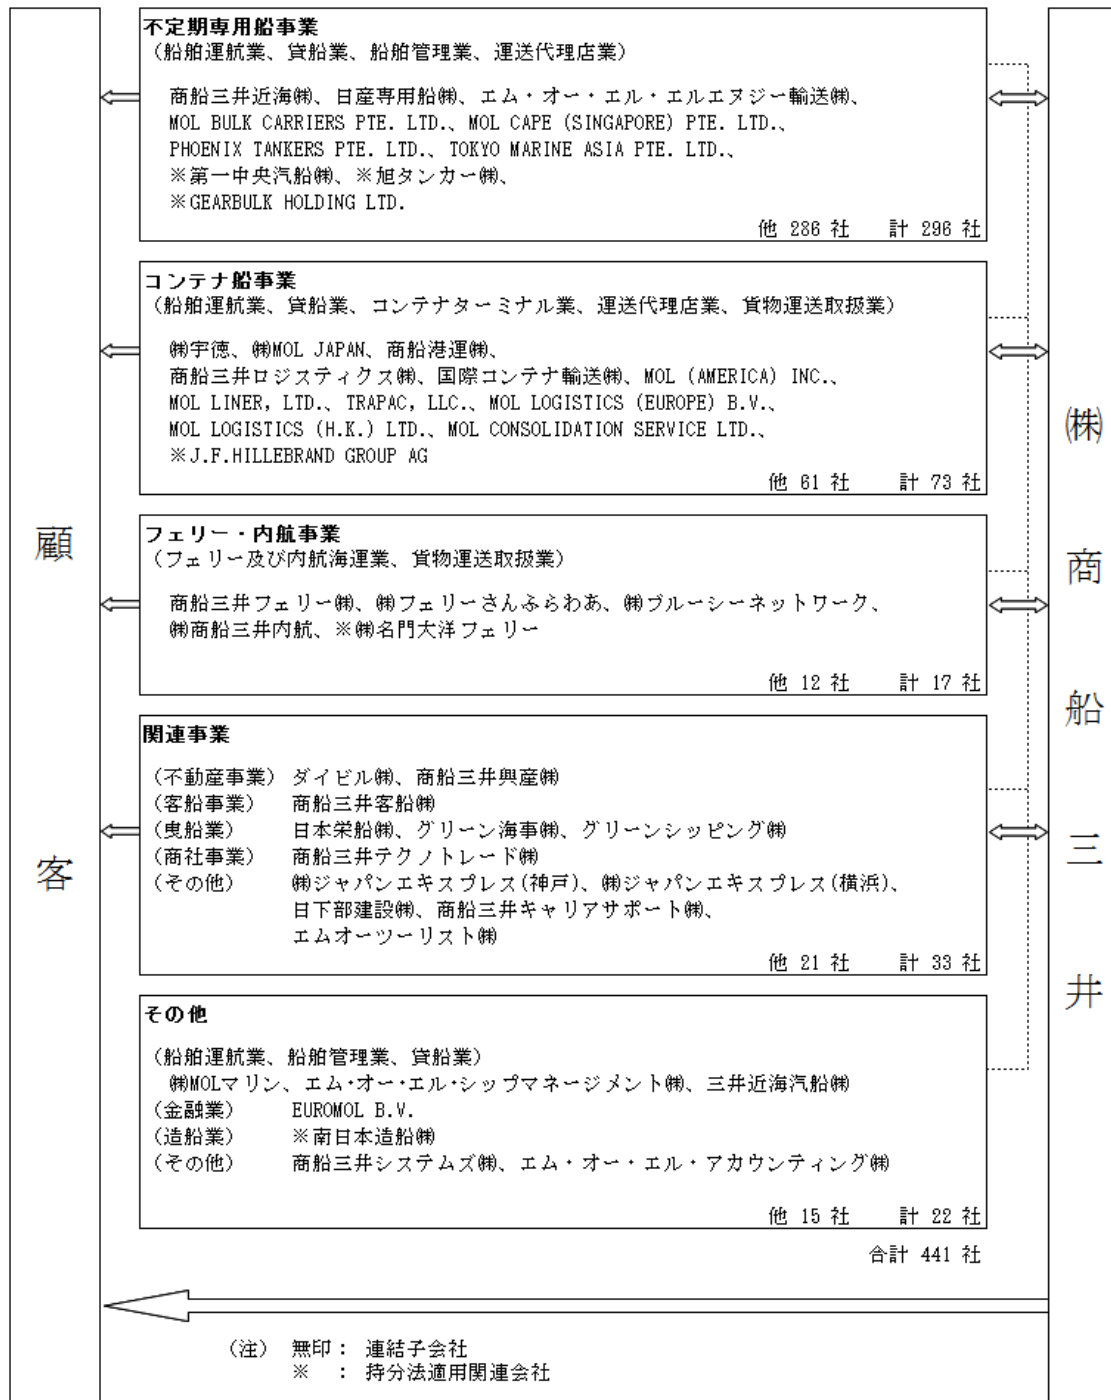 不定期専用船事業
(船舶運航業、貸船業、船舶管理業、運送代理店業)
商船三井近海㈱、日産専用船㈱、エム・オー・エル・エルエヌジー輸送㈱、
MOL BULK CARRIERS PTE. LTD.、MOL CAPE (SINGAPORE) PTE. LTD.、
PHOENIX TANKERS PTE. LTD.、TOKYO MARINE ASIA PTE. LTD.、
※第一中央汽船㈱、※旭タンカー㈱、
※GEARBULK HOLDING LTD.
他 286 社 計 296 社
コンテナ船事業
(船舶運航業、貸船業、コンテナターミナル業、運送代理店業、貨物運送取扱業)
㈱宇徳、㈱MOL JAPAN、商船港運㈱、
商船三井ロジスティクス㈱、国際コンテナ輸送㈱、MOL (AMERICA) INC.、
MOL LINER, LTD.、TRAPAC, LLC.、MOL LOGISTICS (EUROPE) B.V.、
MOL LOGISTICS (H.K.) LTD.、MOL CONSOLIDATION SERVICE LTD.、
※J.F.HILLEBRAND GROUP AG
他 61 社 計 73 社
フェリー・内航事業
(フェリー及び内航海運業、貨物運送取扱業)
商船三井フェリー㈱、㈱フェリーさんふらわあ、㈱ブルーシーネットワーク、
㈱商船三井内航、※㈱名門大洋フェリー
他 12 社 計 17 社
関連事業
(不動産事業) ダイビル㈱、商船三井興産㈱
(客船事業) 商船三井客船㈱
(曳船業) 日本栄船㈱、グリーン海事㈱、グリーンシッピング㈱
(商社事業) 商船三井テクノトレード㈱
(その他) ㈱ジャパンエキスプレス(神戸)、㈱ジャパンエキスプレス(横浜)、
日下部建設㈱、商船三井キャリアサポート㈱、
エムオーツーリスト㈱
他 21 社 計 33 社
その他
(船舶運航業、船舶管理業、貸船業)
㈱MOLマリン、エム・オー・エル・シップマネージメント㈱、三井近海汽船㈱
(金融業) EUROMOL B.V.
(造船業) ※南日本造船㈱
(その他) 商船三井システムズ㈱、エム・オー・エル・アカウンティング㈱
他 15 社 計 22 社
合計 441 社
顧客
㈱商船三井
(注) 無印: 連結子会社
※ : 持分法適用関連会社